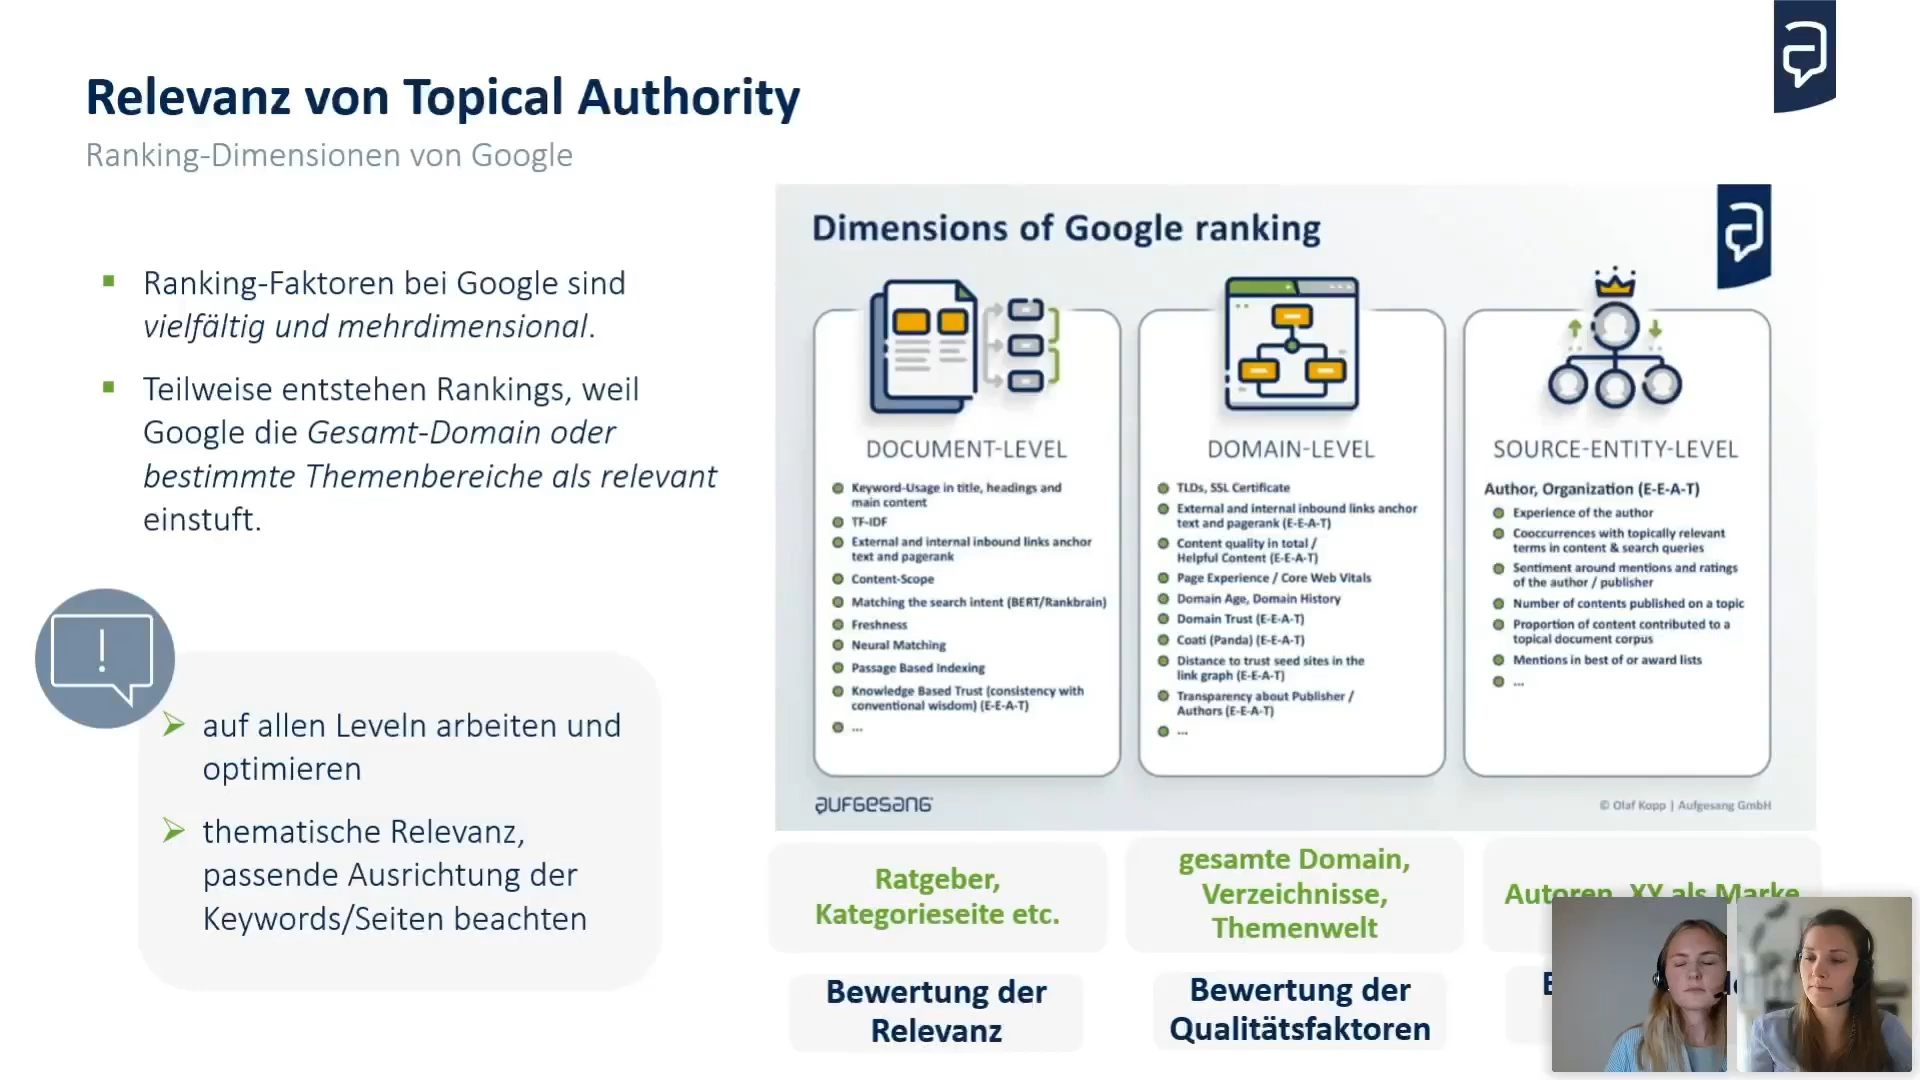 Relevanz von Topical Authority
Ranking-Dimensionen von Google
Ranking-Faktoren bei Google sind
vielfältig und mehrdimensional.
Teilweise entstehen Rankings, weil
Google die Gesamt-Domain oder
bestimmte Themenbereiche als relevant
einstuft.
!
auf allen Leveln arbeiten und
optimieren
thematische Relevanz,
passende Ausrichtung der
Keywords/Seiten beachten
Dimensions of Google ranking
DOCUMENT-LEVEL
Keyword-Usage in title, headings and
main content
TF-IDF
External and internal inbound links anchor
text and pagerank
Content-Scope
Matching the search intent (BERT/Rankbrain)
Freshness
Neural Matching
Passage Based Indexing
Knowledge Based Trust (consistency with
conventional wisdom) (E-E-A-T)
...
DOMAIN-LEVEL
TLDs, SSL Certificate
External and internal inbound links anchor
text and pagerank (E-E-A-T)
Content quality in total /
Helpful Content (E-E-A-T)
Page Experience / Core Web Vitals
Domain Age, Domain History
Domain Trust (E-E-A-T)
Coati (Panda) (E-E-A-T)
Distance to trust seed sites in the
link graph (E-E-A-T)
Transparency about Publisher /
Authors (E-E-A-T)
...
SOURCE-ENTITY-LEVEL
Author, Organization (E-E-A-T)
Experience of the author
Cooccurrences with topically relevant
terms in content & search queries
Sentiment around mentions and ratings
of the author / publisher
Number of contents published on a topic
Proportion of content contributed to a
topical document corpus
Mentions in best of or award lists
...
aufgesang
© Olaf Kopp | Aufgesang GmbH
Ratgeber,
Kategorieseite etc.
gesamte Domain,
Verzeichnisse,
Themenwelt
Autoren, XY als Marke
Bewertung der
Relevanz
Bewertung der
Qualitätsfaktoren